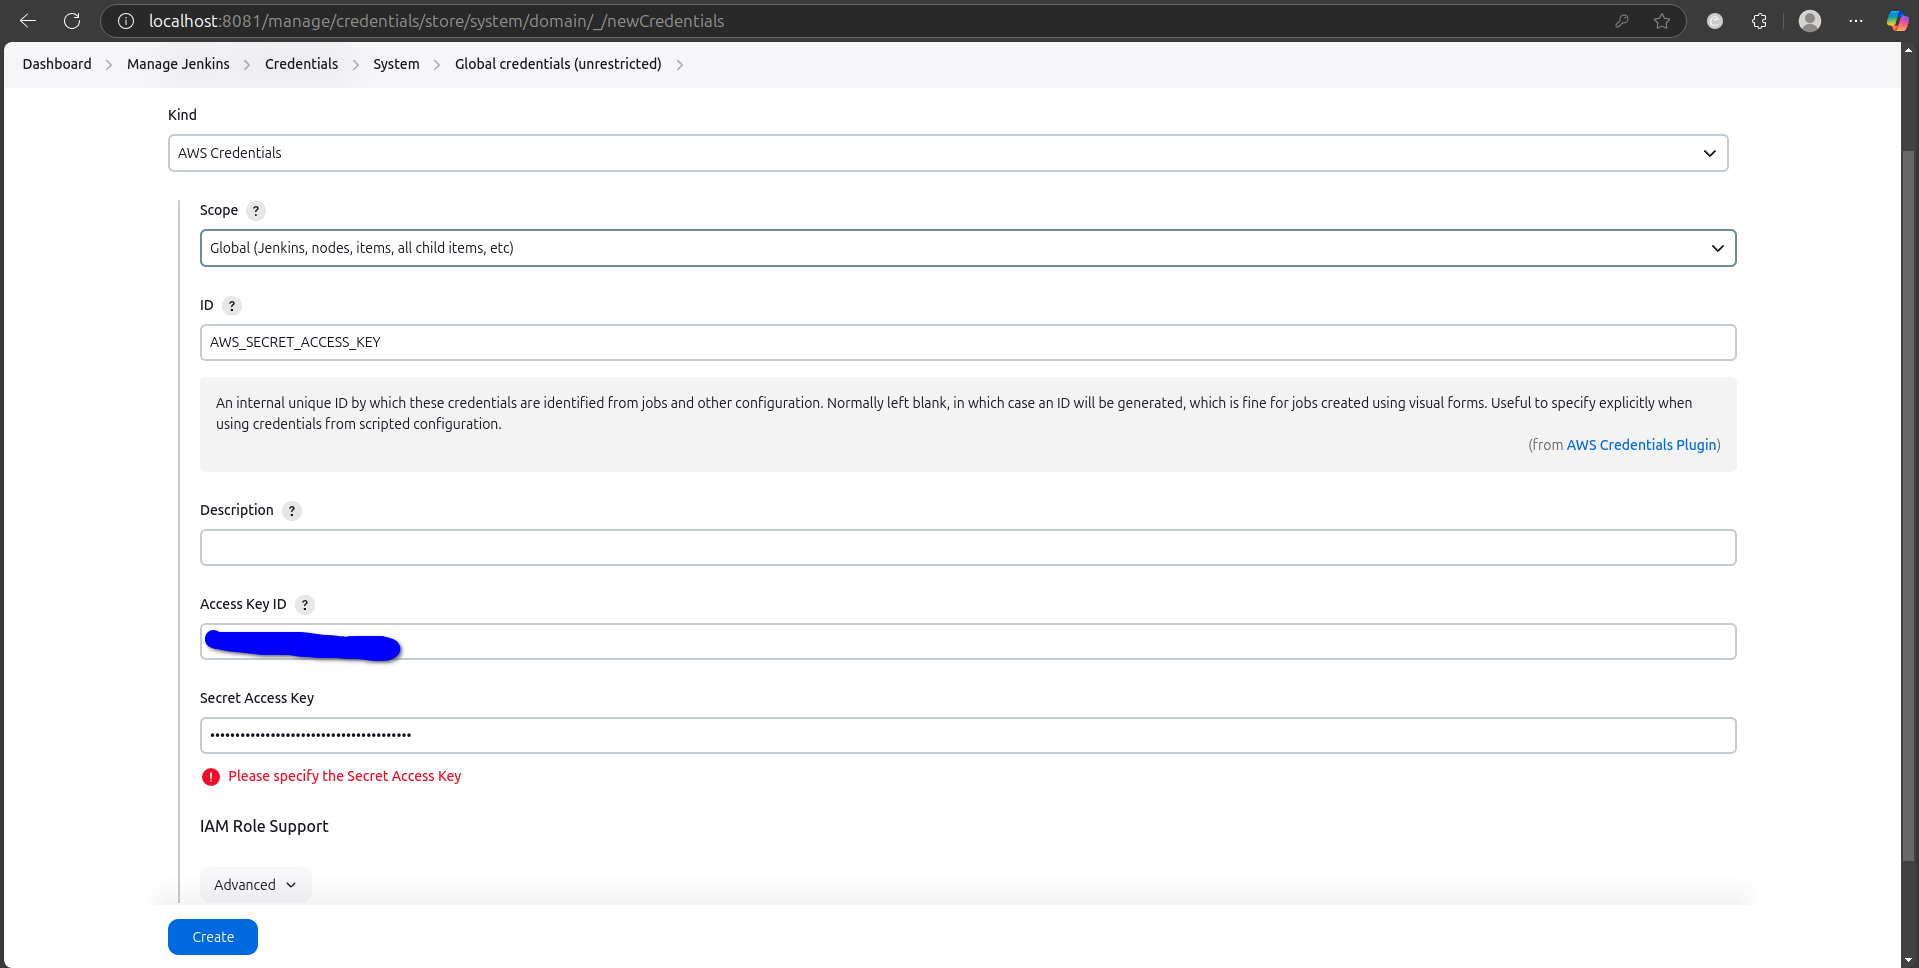 localhost:8081/manage/credentials/store/system/domain/_/newCredentials
Dashboard > Manage Jenkins > Credentials > System > Global credentials (unrestricted) >
Kind
AWS Credentials
Scope ?
Global (Jenkins, nodes, items, all child items, etc)
ID ?
AWS_SECRET_ACCESS_KEY
An internal unique ID by which these credentials are identified from jobs and other configuration. Normally left blank, in which case an ID will be generated, which is fine for jobs created using visual forms. Useful to specify explicitly when
using credentials from scripted configuration.
(from AWS Credentials Plugin)
Description ?
Access Key ID ?
Secret Access Key
Please specify the Secret Access Key
IAM Role Support
Advanced
Create